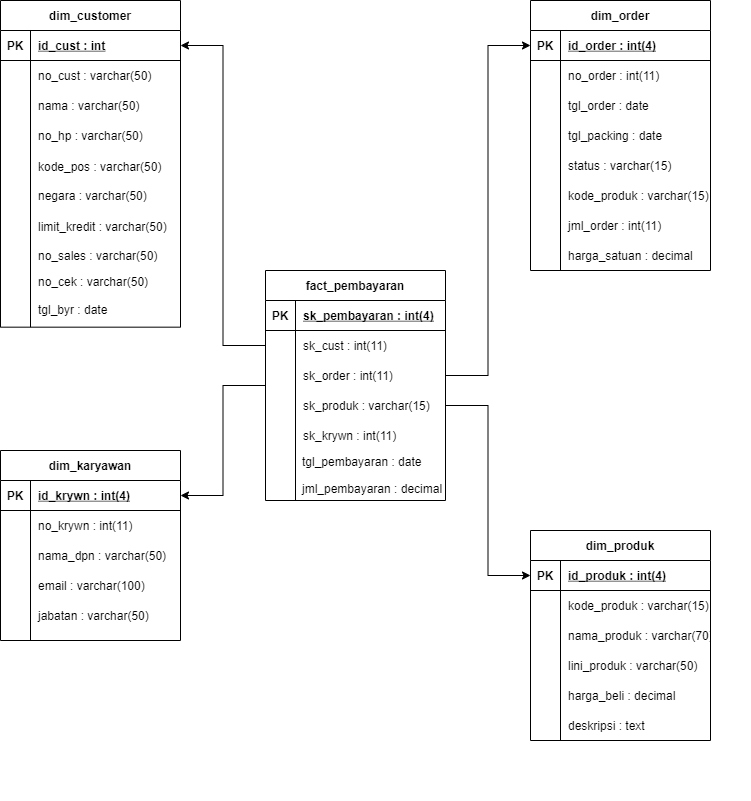 dim_customer
PK id_cust : int
no_cust : varchar(50)
nama : varchar(50)
no_hp : varchar(50)
kode_pos : varchar(50)
negara : varchar(50)
limit_kredit : varchar(50)
no_sales : varchar(50)
no_cek : varchar(50)
tgl_byr : date
dim_order
PK id_order : int(4)
no_order : int(11)
tgl_order : date
tgl_packing : date
status : varchar(15)
kode_produk : varchar(15)
jml_order : int(11)
harga_satuan : decimal
fact_pembayaran
PK sk_pembayaran : int(4)
sk_cust : int(11)
sk_order : int(11)
sk_produk : varchar(15)
sk_krywn : int(11)
tgl_pembayaran : date
jml_pembayaran : decimal
dim_karyawan
PK id_krywn : int(4)
no_krywn : int(11)
nama_dpn : varchar(50)
email : varchar(100)
jabatan : varchar(50)
dim_produk
PK id_produk : int(4)
kode_produk : varchar(15)
nama_produk : varchar(70
lini_produk : varchar(50)
harga_beli : decimal
deskripsi : text